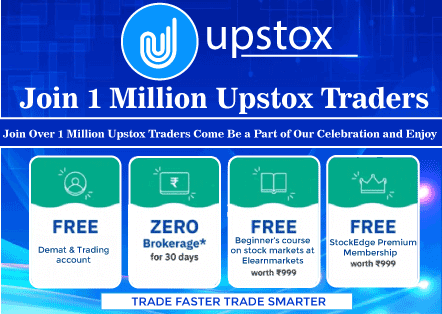 upstox
Join 1 Million Upstox Traders
Join Over 1 Million Upstox Traders Come Be a Part of Our Celebration and Enjoy
FREE
Demat & Trading
account
₹
ZERO
Brokerage*
for 30 days
FREE
Beginner's course
on stock markets at
Elearnmarkets
worth ₹999
FREE
StockEdge Premium
Membership
worth ₹999
TRADE FASTER TRADE SMARTER